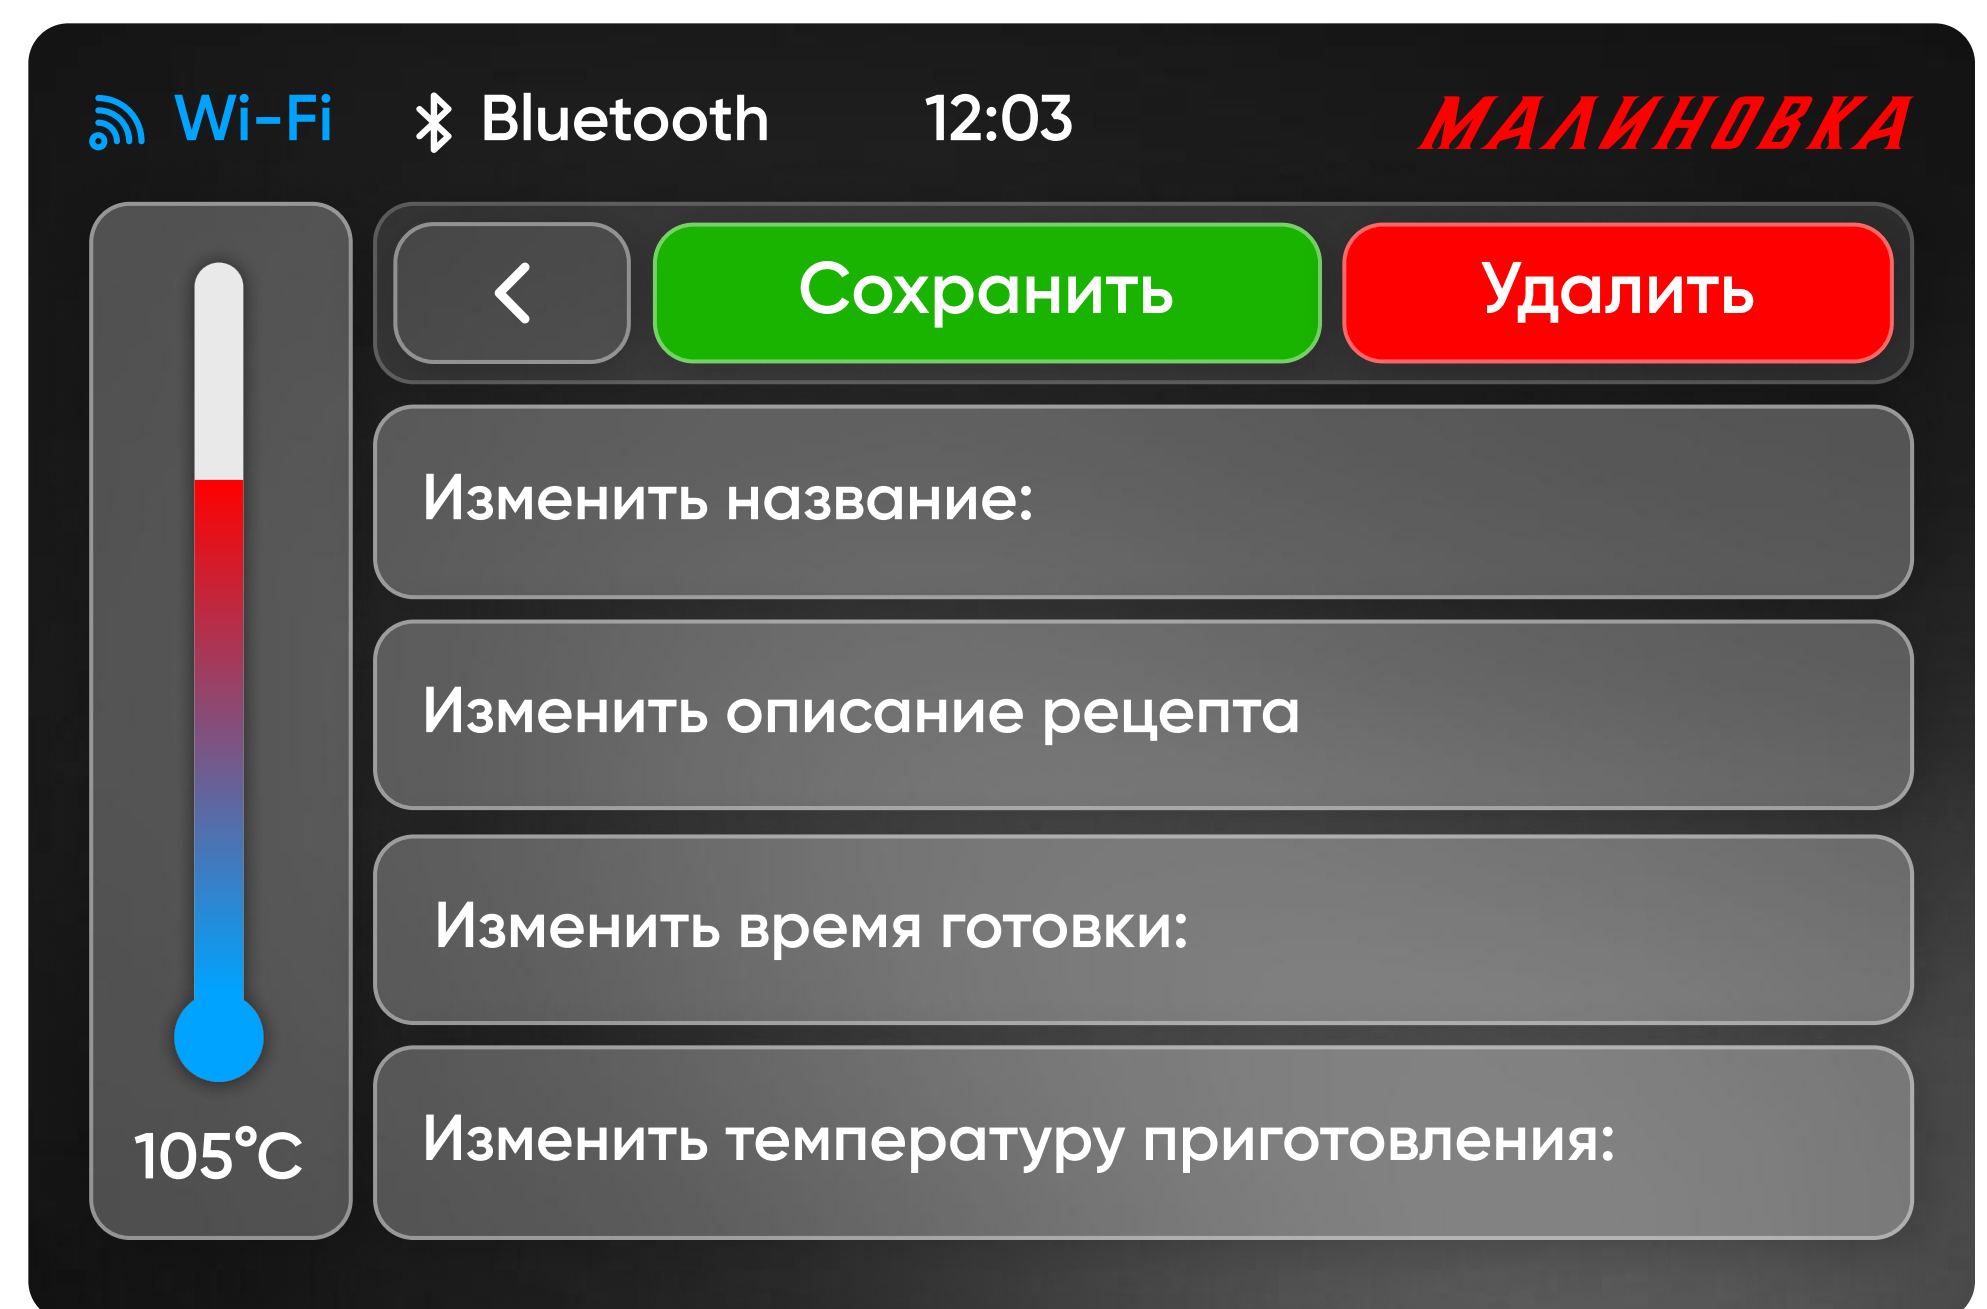 Wi-Fi Bluetooth 12:03 МАЛИНОВКА
Сохранить Удалить
Изменить название:
Изменить описание рецепта
Изменить время готовки:
Изменить температуру приготовления:
105°C